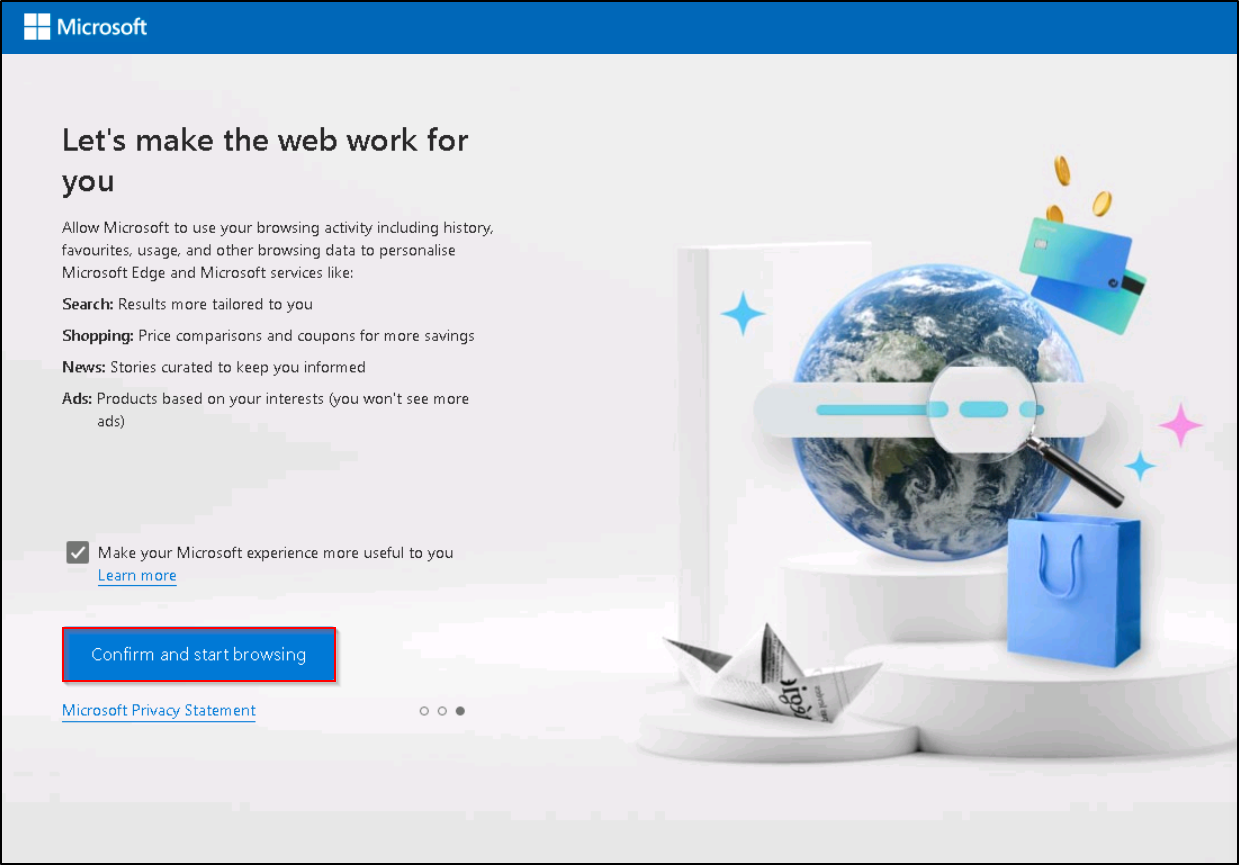 Microsoft
Let's make the web work for
you
Allow Microsoft to use your browsing activity including history,
favourites, usage, and other browsing data to personalise
Microsoft Edge and Microsoft services like:
Search: Results more tailored to you
Shopping: Price comparisons and coupons for more savings
News: Stories curated to keep you informed
Ads: Products based on your interests (you won't see more
ads)
Make your Microsoft experience more useful to you
Learn more
Confirm and start browsing
Microsoft Privacy Statement